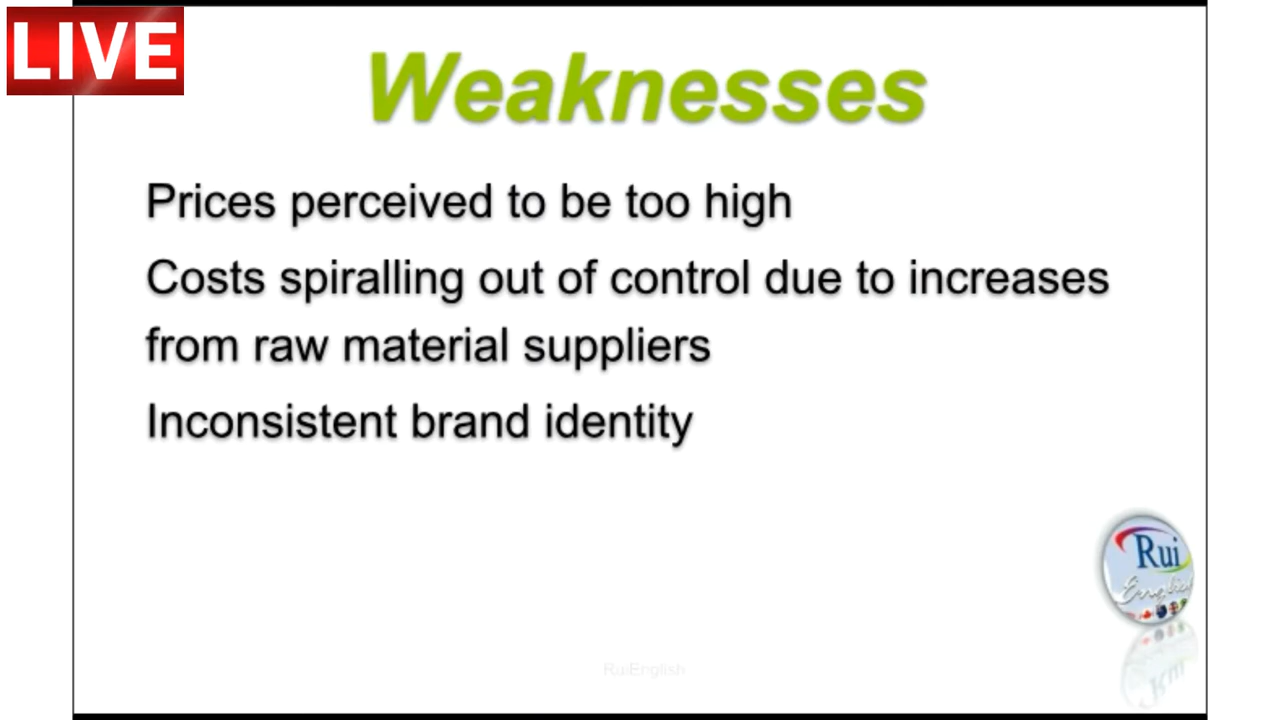 LIVE
Weaknesses
Prices perceived to be too high
Costs spiralling out of control due to increases
from raw material suppliers
Inconsistent brand identity
Rui
English
RuiEnglish